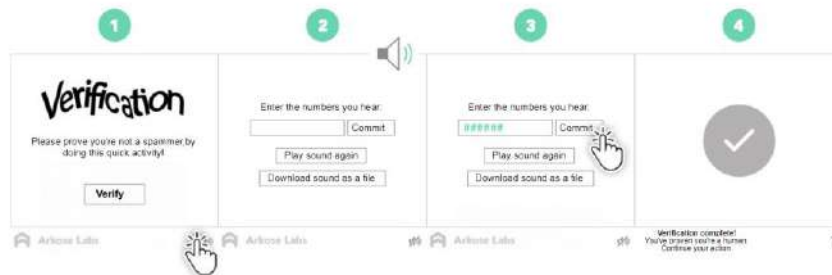 1
2
3
4
Verification
Please prove you're not a spammer by
doing this quick activity!
Verify
Arkose Labs
Enter the numbers you hear:
Commit
Play sound again
Download sound as a file
Arkose Labs
Enter the numbers you hear:
######
Commit
Play sound again
Download sound as a file
Arkose Labs
Verification complete!
You've proven you're a human
Continue your action